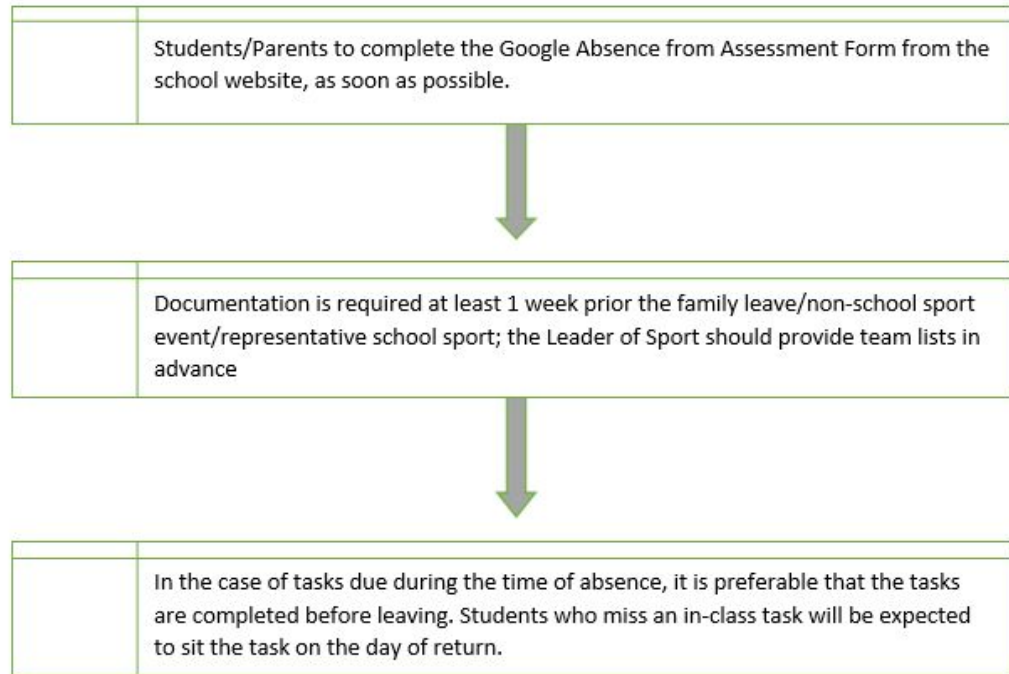 Students/Parents to complete the Google Absence from Assessment Form from the
school website, as soon as possible.
Documentation is required at least 1 week prior the family leave/non-school sport
event/representative school sport; the Leader of Sport should provide team lists in
advance
In the case of tasks due during the time of absence, it is preferable that the tasks
are completed before leaving. Students who miss an in-class task will be expected
to sit the task on the day of return.